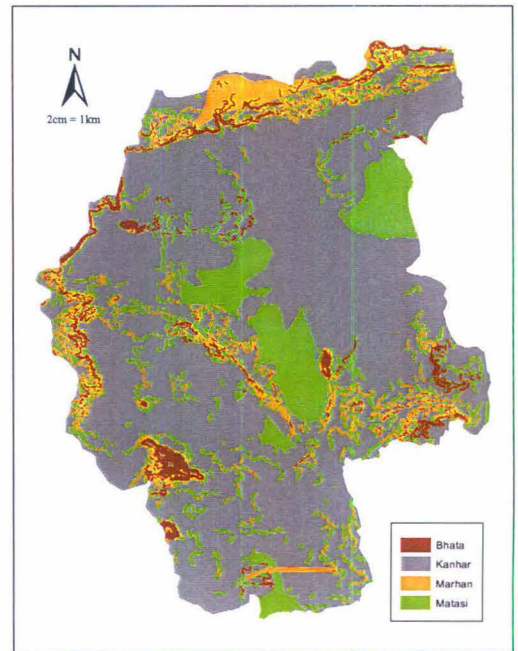 N
2cm = 1km
Bhata
Kanhar
Marhan
Matasi